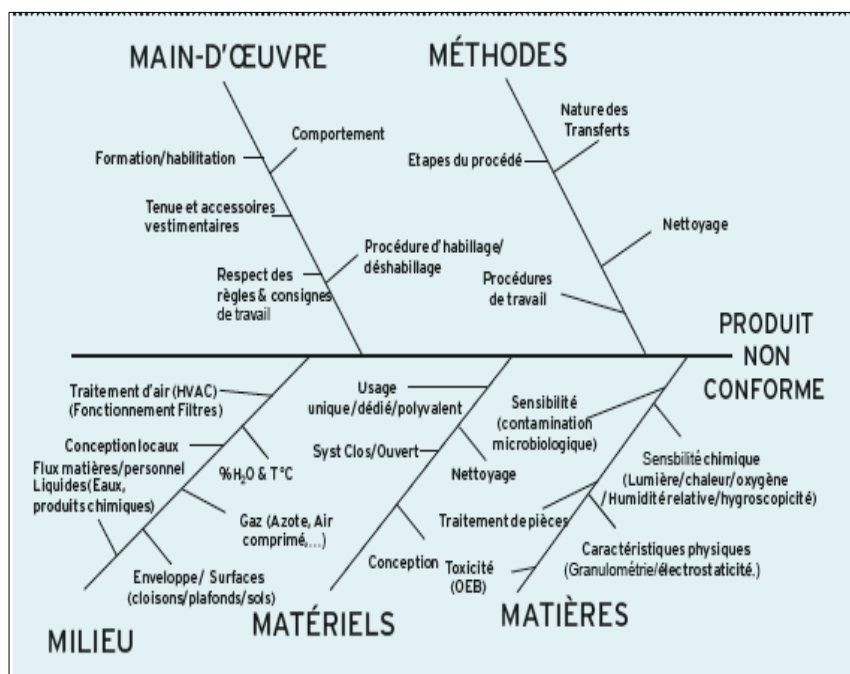 MAIN-D'ŒUVRE
MÉTHODES
Comportement
Formation/habilitation
Tenue et accessoires
vestimentaires
Procédure d'habillage/
déshabillage
Respect des
règles & consignes
de travail
Nature des
Transferts
Etapes du procédé
Nettoyage
Procédures
de travail
PRODUIT
NON
CONFORME
Traitement d'air (HVAC)
(Fonctionnement Filtres)
Conception locaux
Flux matières/personnel
Liquides(Eaux,
produits chimiques)
%H₂O & T°C
Gaz (Azote, Air
comprimé,...)
Enveloppe/ Surfaces
(cloisons/plafonds/sols)
MILIEU
Usage
unique/dédié/polyvalent
Syst Clos/Ouvert
Nettoyage
Conception
MATÉRIELS
Sensibilité
(contamination
microbiologique)
Sensbilité chimique
(Lumière/chaleur/oxygène
/Humidité relative/hygroscopicité)
Traitement de pièces
Caractéristiques physiques
(Granulométrie/électrostaticité.)
Toxicité
(OEB)
MATIÈRES